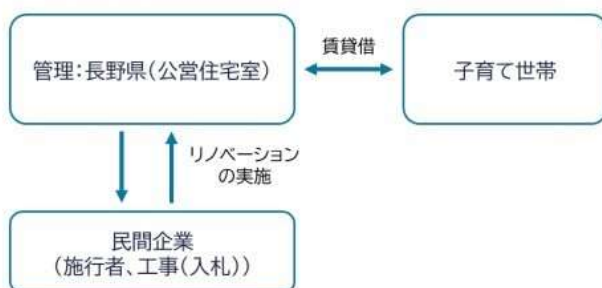 管理：長野県（公営住宅室）
賃貸借
子育て世帯
リノベーション
の実施
民間企業
（施行者、工事（入札））